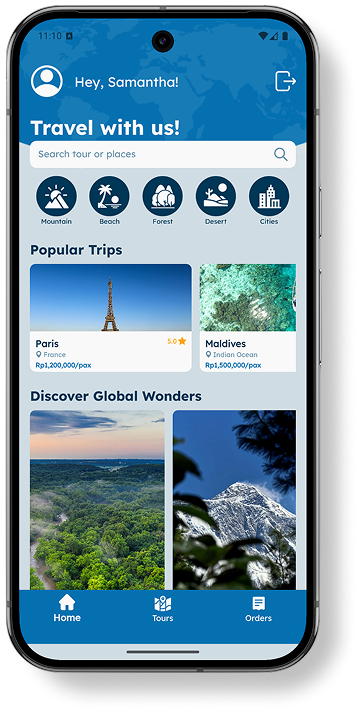 11:10
Hey, Samantha!
Travel with us!
Search tour or places
Mountain Beach Forest Desert Cities
Popular Trips
Paris 5.0
France
Rp1,200,000/pax
Maldives
Indian Ocean
Rp1,500,000/pax
Discover Global Wonders
Home Tours Orders